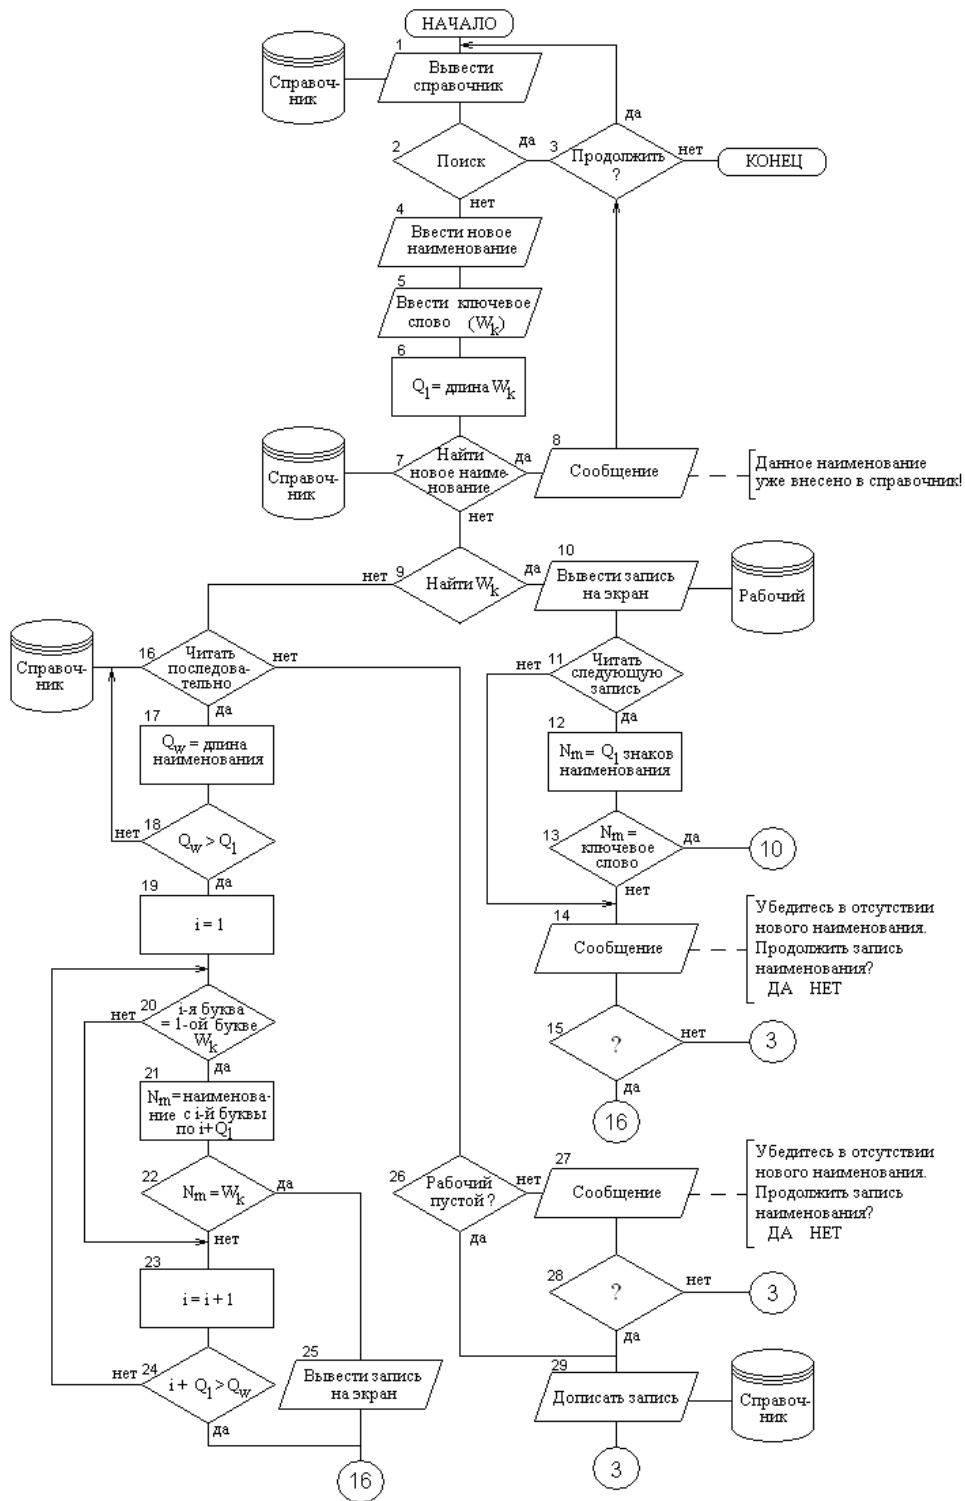 НАЧАЛО
1
Вывести
справочник
Справоч-
ник
да
2
Поиск
да
3
Продолжить
?
нет
КОНЕЦ
нет
4
Ввести новое
наименование
5
Ввести ключевое
слово (Wk)
6
Q1 = длина Wk
Справоч-
ник
7
Найти
новое наиме-
нование
да
8
Сообщение
Данное наименование
уже внесено в справочник!
нет
9
Найти Wk
нет
да
10
Вывести запись
на экран
Рабочий
Справоч-
ник
16
Читать
последова-
тельно
нет
да
нет
11
Читать
следующую
запись
да
17
Qw = длина
наименования
12
Nm = Q1 знаков
наименования
нет
18
Qw > Q1
да
13
Nm =
ключевое
слово
да
10
нет
19
i = 1
14
Сообщение
Убедитесь в отсутствии
нового наименования.
Продолжить запись
наименования?
ДА НЕТ
нет
20
i-я буква
= 1-ой букве
Wk
да
15
?
нет
3
да
16
21
Nm = наименова-
ние с i-й буквы
по i+Q1
22
Nm = Wk
да
нет
26
Рабочий
пустой ?
нет
да
27
Сообщение
Убедитесь в отсутствии
нового наименования.
Продолжить запись
наименования?
ДА НЕТ
23
i = i + 1
28
?
нет
3
да
нет
24
i + Q1 > Qw
да
25
Вывести запись
на экран
29
Дописать запись
Справоч-
ник
16
3